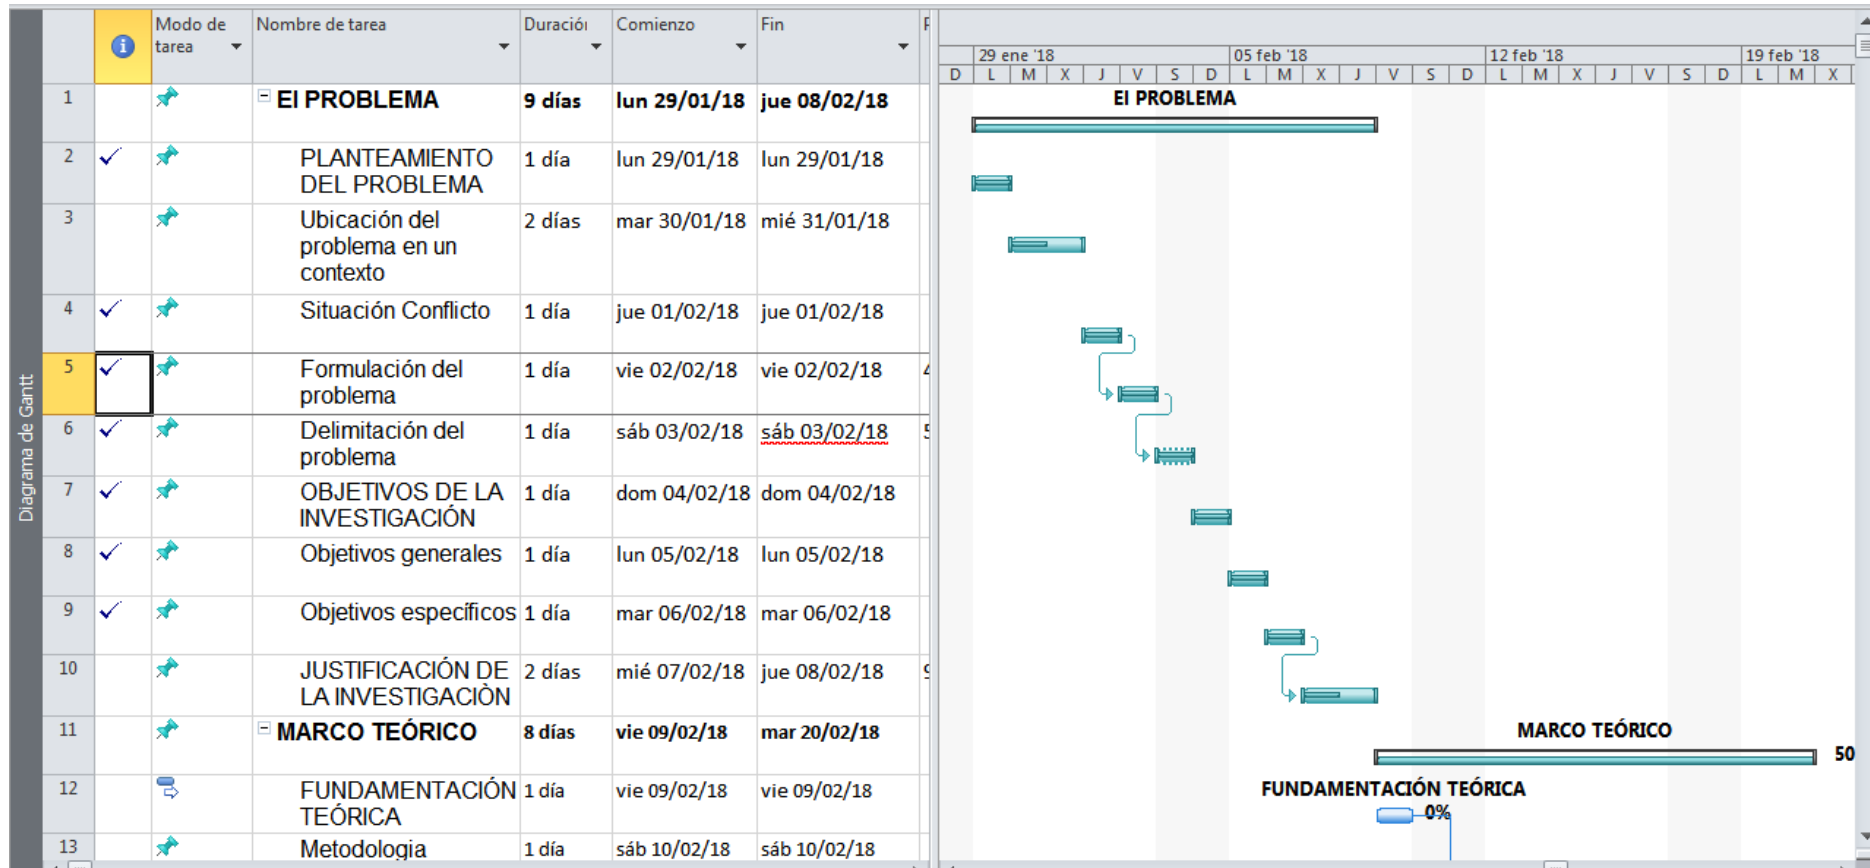 Modo de tarea Nombre de tarea Duració Comienzo Fin
29 ene '18 05 feb '18 12 feb '18 19 feb '18
D L M X J V S D L M X J V S D L M X J V S D L M X
Diagrama de Gantt
1 El PROBLEMA 9 días lun 29/01/18 jue 08/02/18
El PROBLEMA
2 PLANTEAMIENTO 1 día lun 29/01/18 lun 29/01/18
DEL PROBLEMA
3 Ubicación del 2 días mar 30/01/18 mié 31/01/18
problema en un
contexto
4 Situación Conflicto 1 día jue 01/02/18 jue 01/02/18
5 Formulación del 1 día vie 02/02/18 vie 02/02/18
problema
6 Delimitación del 1 día sáb 03/02/18 sáb 03/02/18
problema
7 OBJETIVOS DE LA 1 día dom 04/02/18 dom 04/02/18
INVESTIGACIÓN
8 Objetivos generales 1 día lun 05/02/18 lun 05/02/18
9 Objetivos específicos 1 día mar 06/02/18 mar 06/02/18
10 JUSTIFICACIÓN DE 2 días mié 07/02/18 jue 08/02/18
LA INVESTIGACIÒN
11 MARCO TEÓRICO 8 días vie 09/02/18 mar 20/02/18
MARCO TEÓRICO
50
12 FUNDAMENTACIÓN 1 día vie 09/02/18 vie 09/02/18
TEÓRICA
FUNDAMENTACIÓN TEÓRICA
0%
13 Metodologia 1 día sáb 10/02/18 sáb 10/02/18